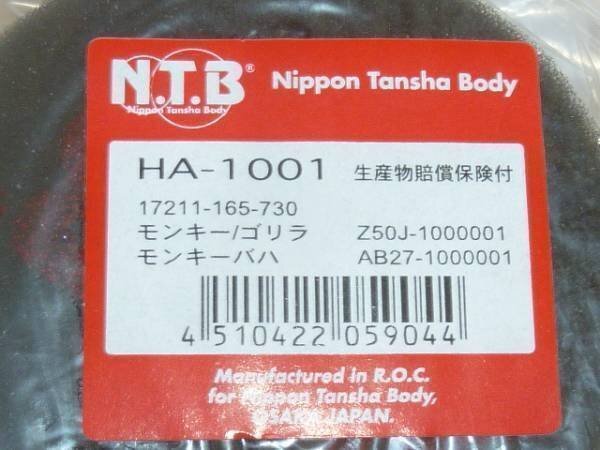 N.T.B®
Nippon Tansha Body
Nippon Tansha Body
HA-1001 生産物賠償保険付
17211-165-730
モンキー/ゴリラ Z50J-1000001
モンキーバハ AB27-1000001
4 510422 059044
Manufactured in R.O.C.
for Nippon Tansha Body,
OSAKA JAPAN.